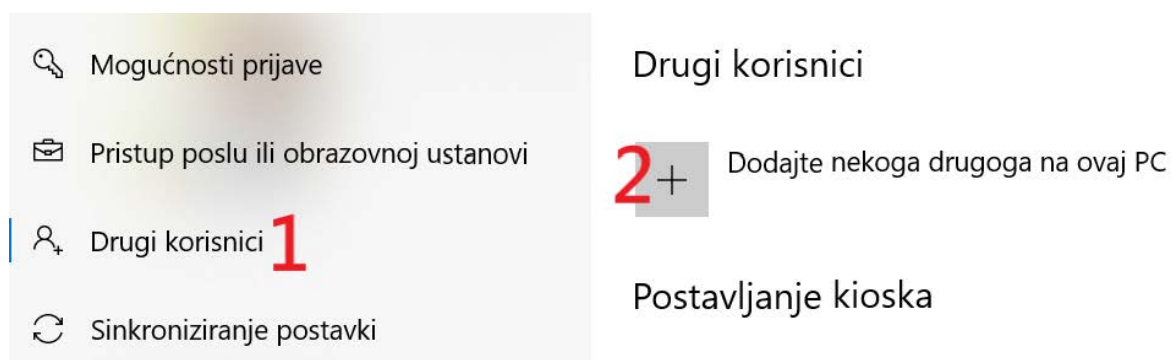 Mogućnosti prijave
Pristup poslu ili obrazovnoj ustanovi
Drugi korisnici 1
Sinkroniziranje postavki
Drugi korisnici
2 + Dodajte nekoga drugoga na ovaj PC
Postavljanje kioska